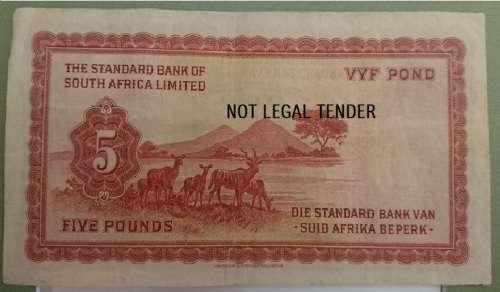 THE STANDARD BANK OF
SOUTH AFRICA LIMITED
VYF POND
NOT LEGAL TENDER
5
FIVE POUNDS
DIE STANDARD BANK VAN
- SUID AFRIKA BEPERK -